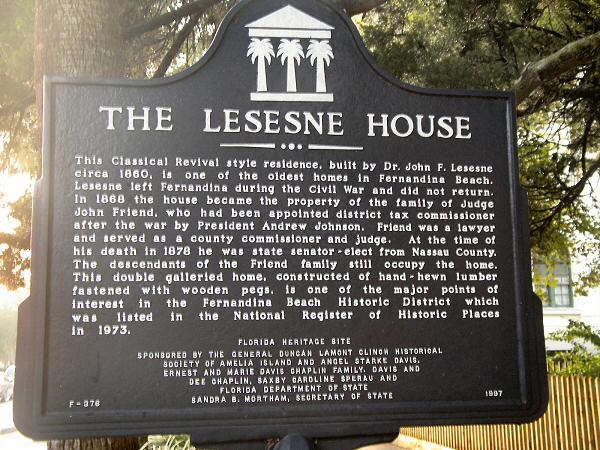 THE LESESNE HOUSE
This Classical Revival style residence, built by Dr. John F. Lesesne
circa 1860, is one of the oldest homes in Fernandina Beach.
Lesesne left Fernandina during the Civil War and did not return.
In 1868 the house became the property of the family of Judge
John Friend, who had been appointed district tax commissioner
after the war by President Andrew Johnson. Friend was a lawyer
and served as a county commissioner and judge. At the time of
his death in 1878 he was state senator-elect from Nassau County.
The descendants of the Friend family still occupy the home.
This double galleried home, constructed of hand-hewn lumber
fastened with wooden pegs, is one of the major points of
interest in the Fernandina Beach Historic District which
was listed in the National Register of Historic Places
in 1973.
FLORIDA HERITAGE SITE
SPONSORED BY THE GENERAL DUNCAN LAMONT CLINCH HISTORICAL
SOCIETY OF AMELIA ISLAND AND ANGEL STARKE DAVIS,
ERNEST AND MARIE DAVIS CHAPLIN FAMILY, DAVIS AND
DEE CHAPLIN, SAXBY CAROLINE SPERAU AND
FLORIDA DEPARTMENT OF STATE
SANDRA B. MORTHAM, SECRETARY OF STATE
F-376 1997